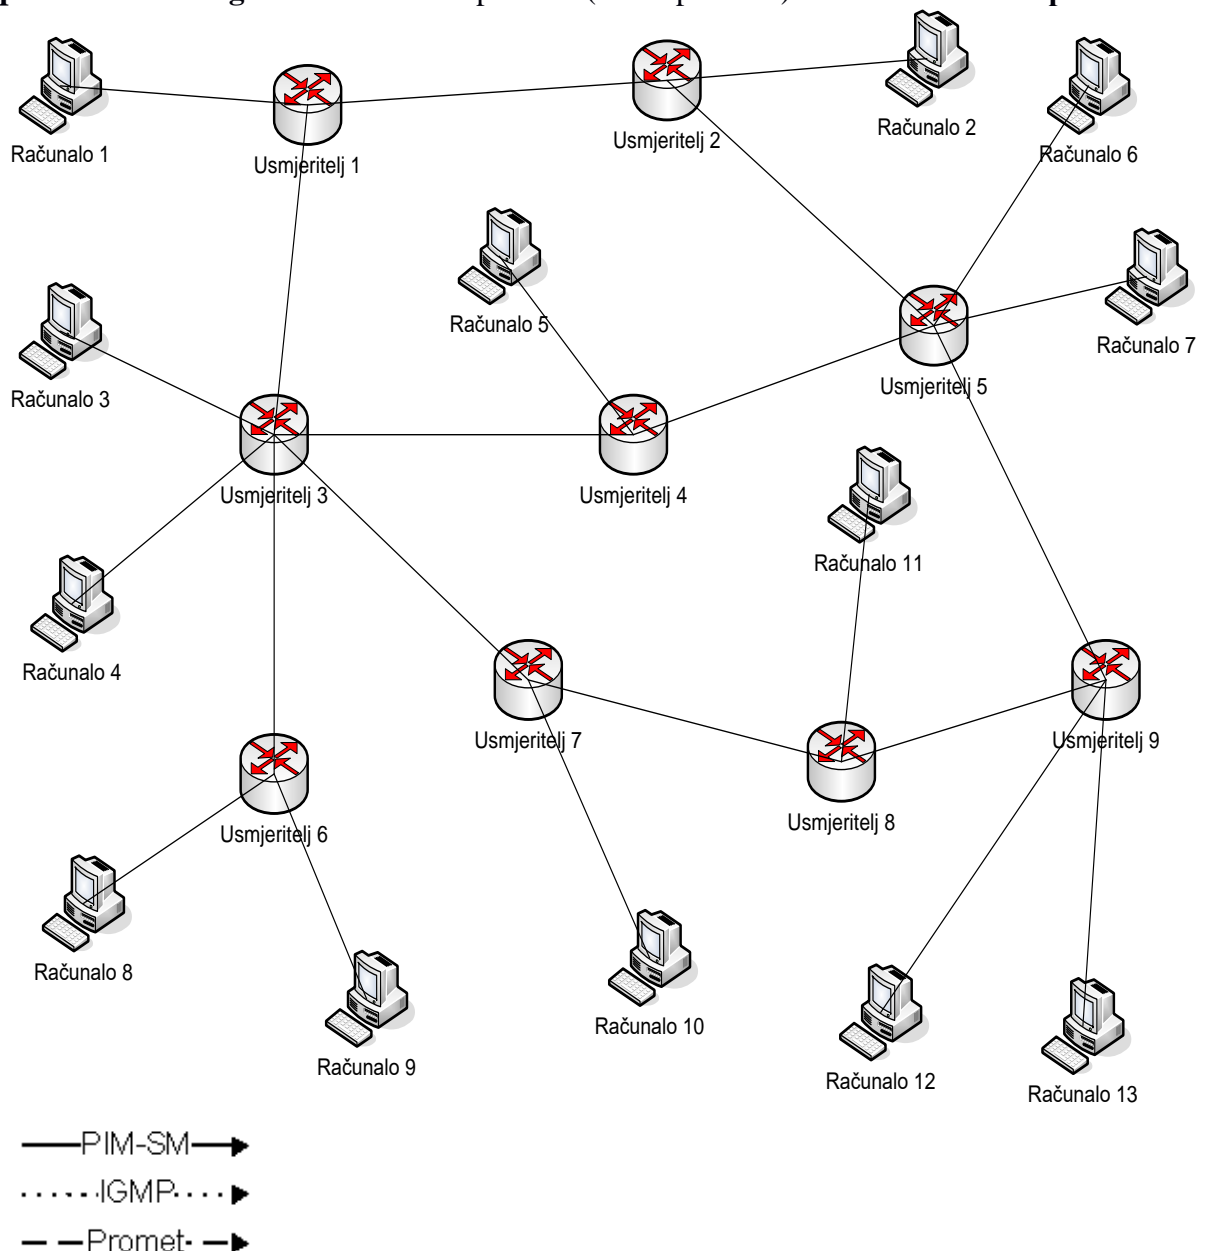 Računalo 1
Usmjeritelj 1
Usmjeritelj 2
Računalo 2
Računalo 6
Računalo 5
Računalo 7
Računalo 3
Usmjeritelj 5
Usmjeritelj 3
Usmjeritelj 4
Računalo 11
Računalo 4
Usmjeritelj 7
Usmjeritelj 9
Usmjeritelj 6
Usmjeritelj 8
Računalo 8
Računalo 9
Računalo 10
Računalo 12
Računalo 13
PIM-SM
IGMP
Promet